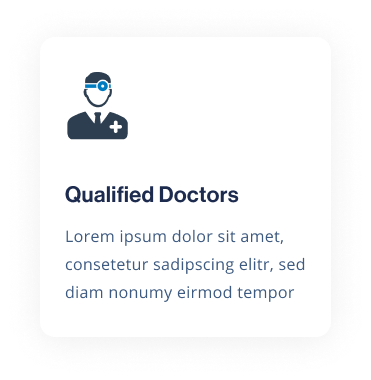 Qualified Doctors
Lorem ipsum dolor sit amet,
consetetur sadipscing elitr, sed
diam nonumy eirmod tempor